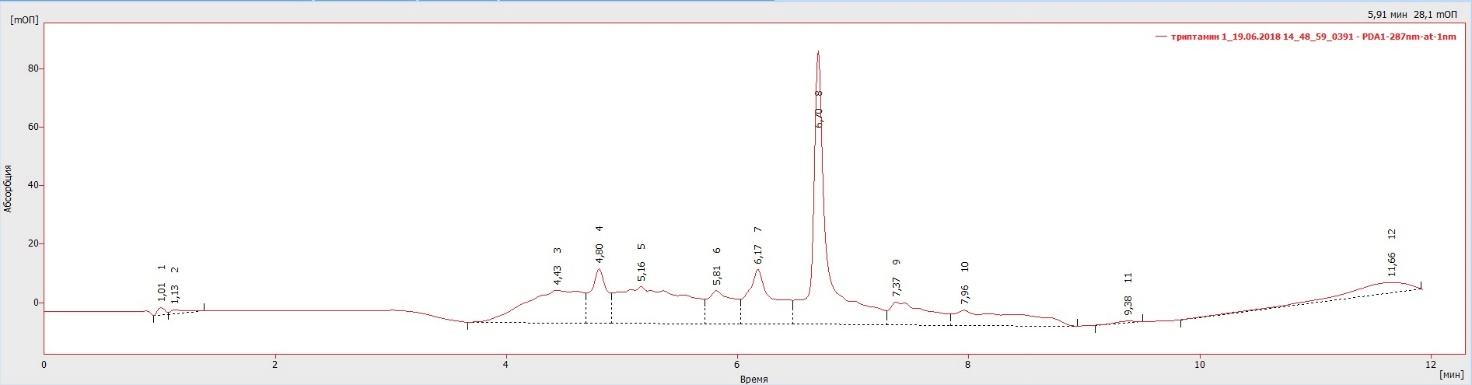 [mОП]
5,91 мин 28,1 mОП
триптамин 1_19.06.2018 14_48_59_0391 - PDA1-287nm-at-1nm
Абсорбция
80
60
40
20
0
1,01 1
1,13 2
4,43 3
4,80 4
5,16 5
5,81 6
6,17 7
6,70 8
7,37 9
7,96 10
9,38 11
11,66 12
0 2 4 6 8 10 12
Время
[мин]